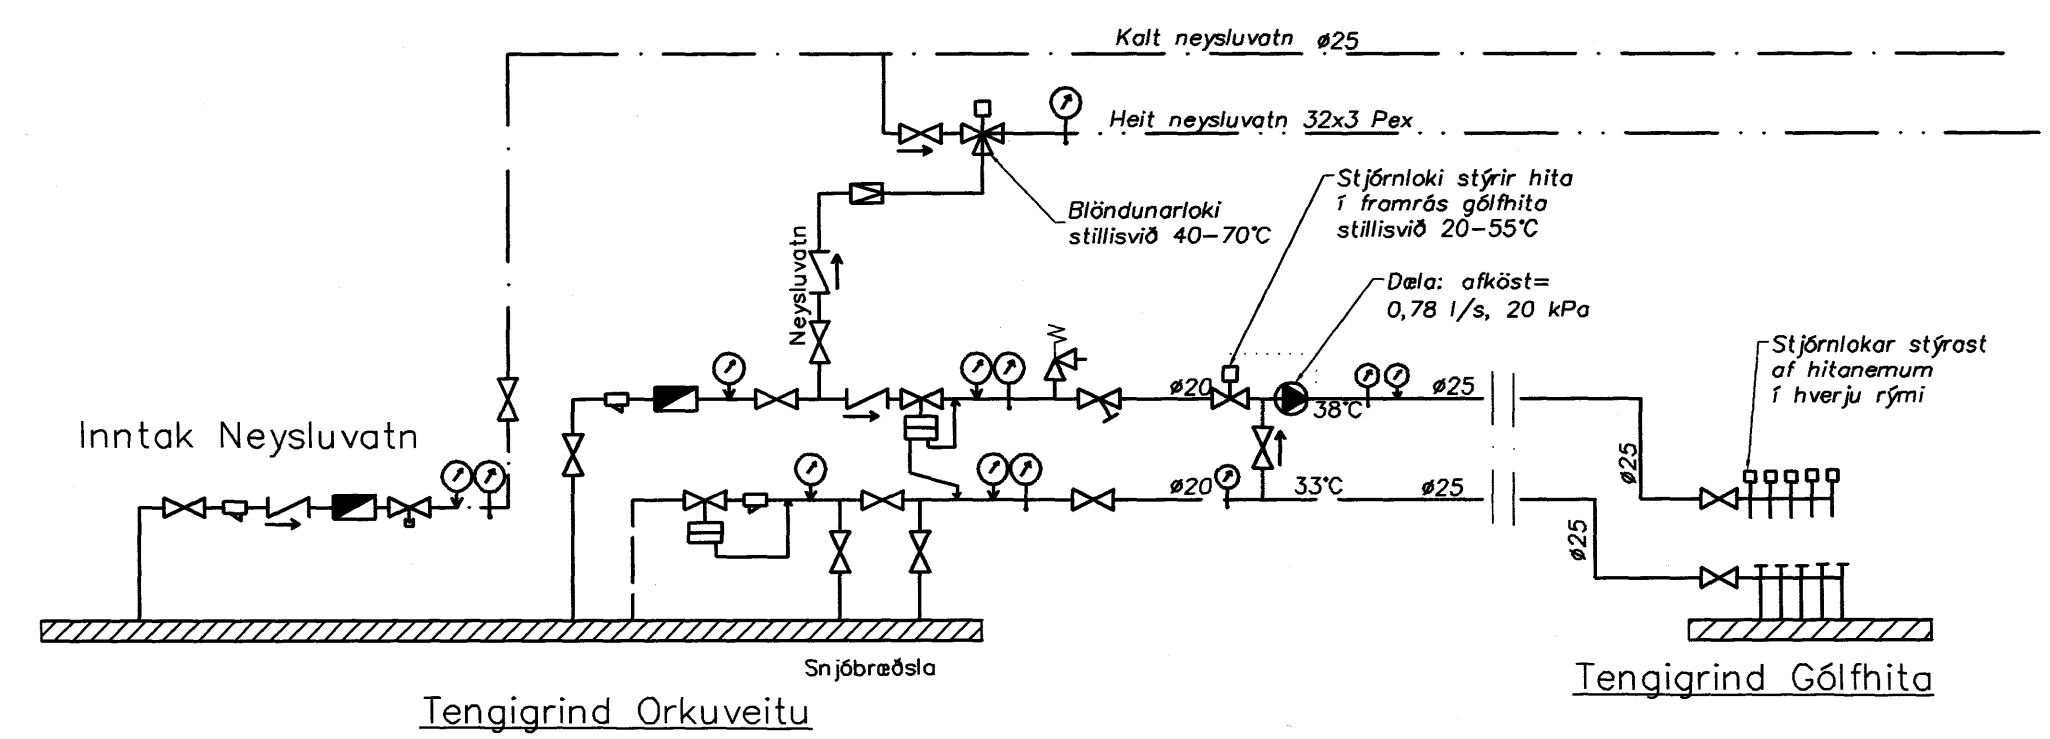 Kalt neysluvatn ø25
Heit neysluvatn 32x3 Pex
Blöndunarloki
stillisvið 40-70°C
Stjórnloki stýrir hita
í framrás gólfhita
stillisvið 20-55°C
Neysluvatn
Dæla: afköst=
0,78 l/s, 20 kPa
Stjórnlokar stýrast
af hitanemum
í hverju rými
ø20
38°C
ø25
Inntak Neysluvatn
ø25
ø20
33°C
ø25
ø25
Snjóbræðsla
Tengigrind Orkuveitu
Tengigrind Gólfhita